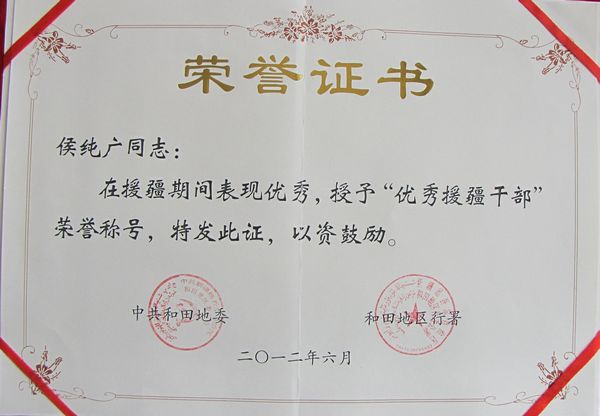 荣誉证书
侯纯广同志：
在援疆期间表现优秀，授予“优秀援疆干部”
荣誉称号，特发此证，以资鼓励。
中共和田地委
和田地区行署
二〇一二年六月